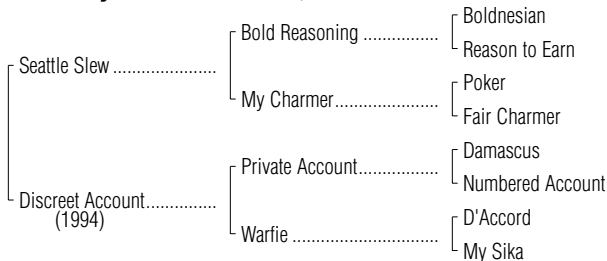 Boldnesian
Bold Reasoning ................
Reason to Earn
Seattle Slew ......................
Poker
My Charmer......................
Fair Charmer
Damascus
Private Account.................
Numbered Account
Discreet Account...............
(1994)
D'Accord
Warfie ...............................
My Sika